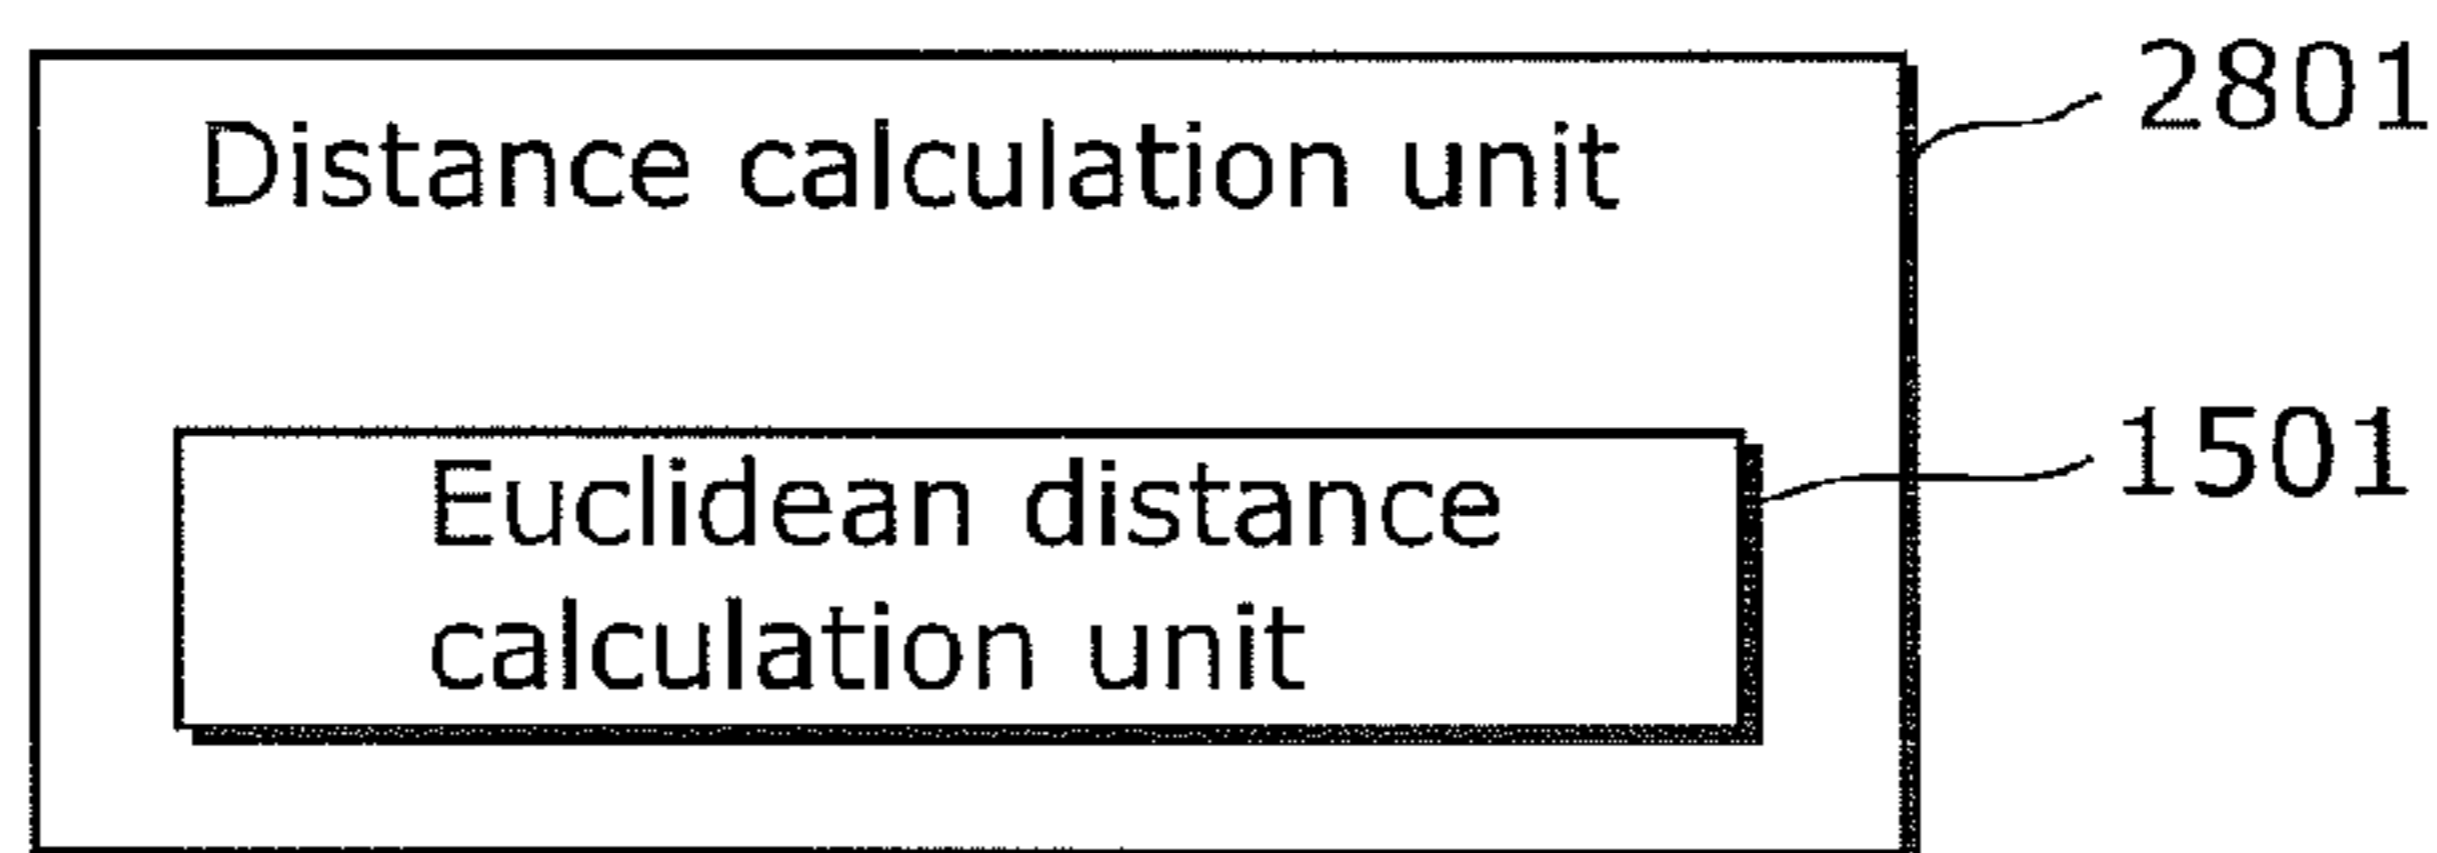 Distance calculation unit
2801
Euclidean distance
calculation unit
1501